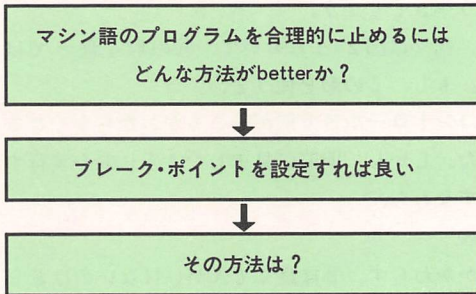 マシン語のプログラムを合理的に止めるには
どんな方法がbetterか？
ブレーク・ポイントを設定すれば良い
その方法は？